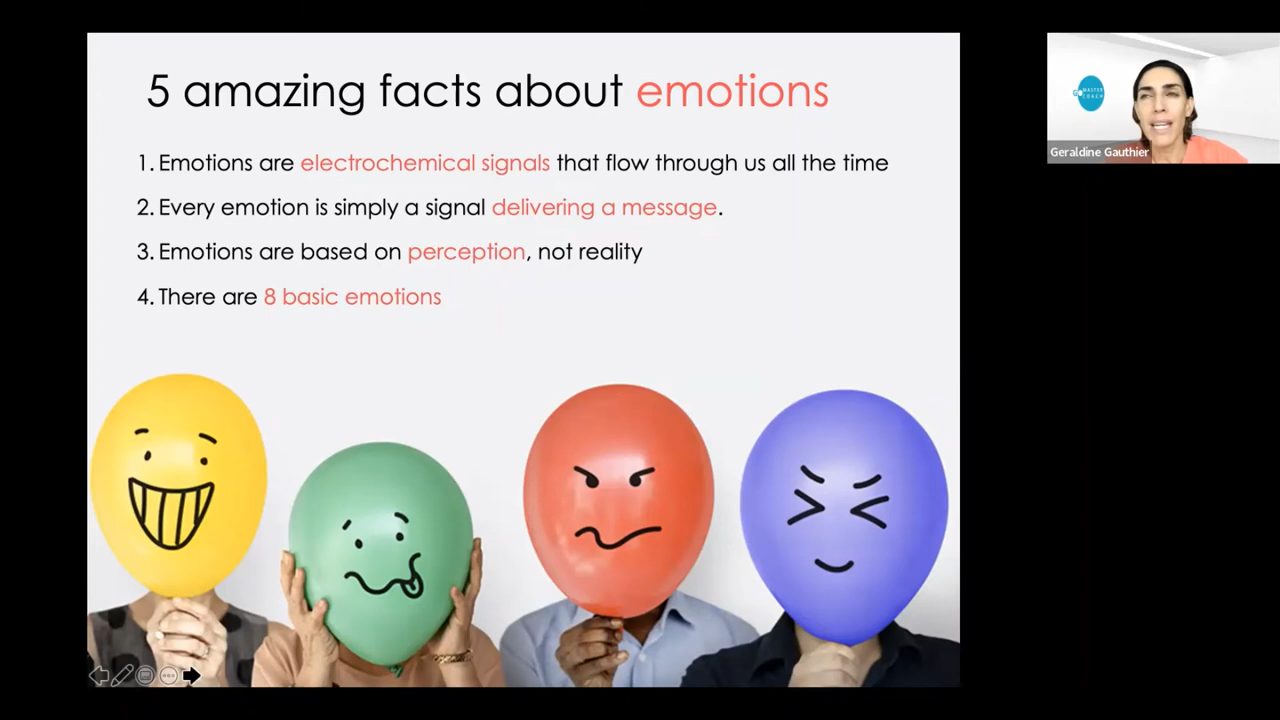 5 amazing facts about emotions
1. Emotions are electrochemical signals that flow through us all the time
2. Every emotion is simply a signal delivering a message.
3. Emotions are based on perception, not reality
4. There are 8 basic emotions
MASTER
COACH
Geraldine Gauthier